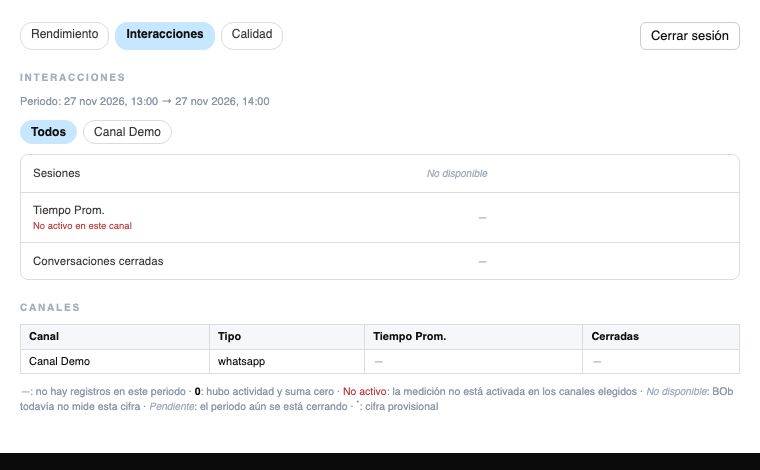 Rendimiento Interacciones Calidad Cerrar sesión
INTERACCIONES
Periodo: 27 nov 2026, 13:00 → 27 nov 2026, 14:00
Todos Canal Demo
Sesiones No disponible
Tiempo Prom. —
No activo en este canal
Conversaciones cerradas —
CANALES
Canal Tipo Tiempo Prom. Cerradas
Canal Demo whatsapp — —
—: no hay registros en este periodo · 0: hubo actividad y suma cero · No activo: la medición no está activada en los canales elegidos · No disponible: BOb
todavía no mide esta cifra · Pendiente: el periodo aún se está cerrando · *: cifra provisional